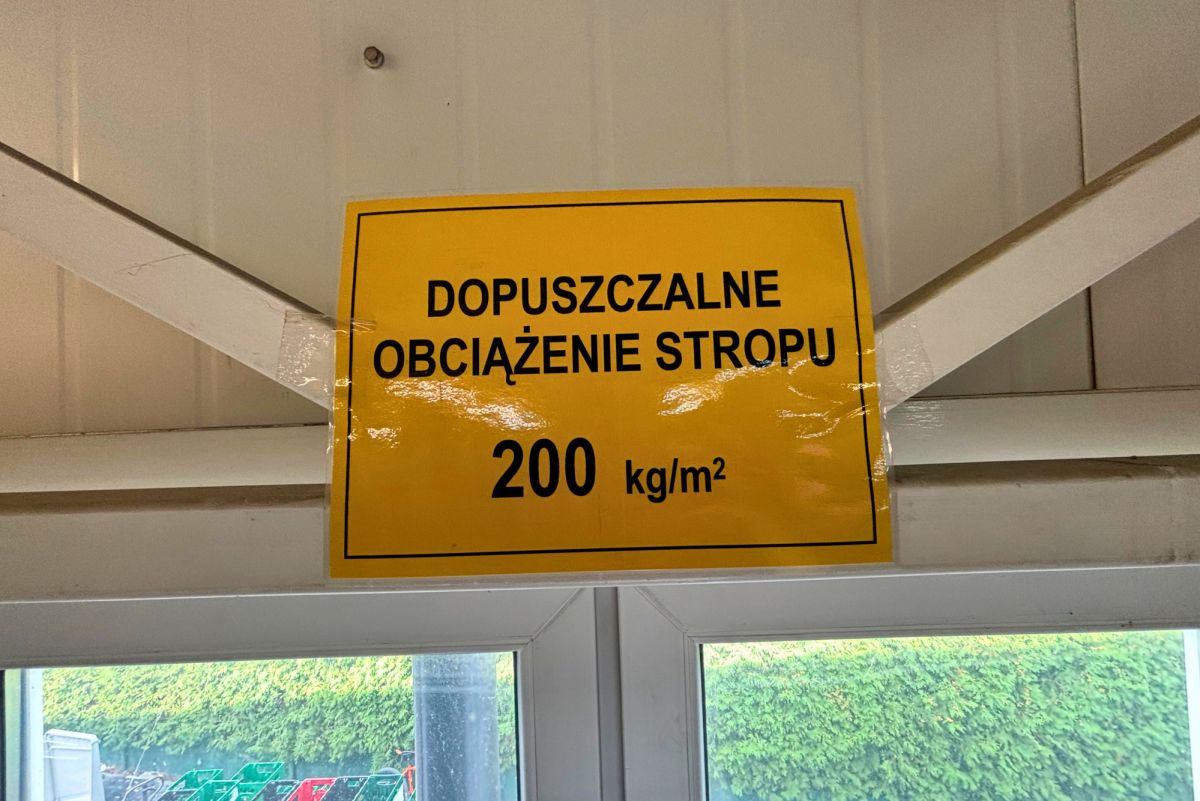 DOPUSZCZALNE
OBCIĄŻENIE STROPU
200 kg/m²